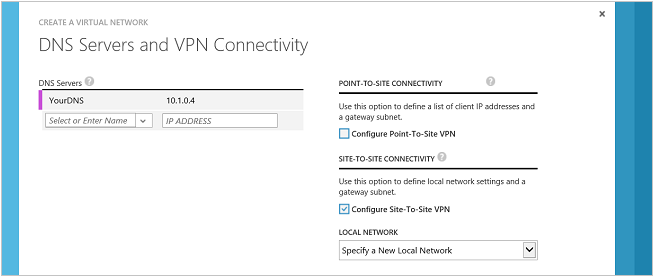 CREATE A VIRTUAL NETWORK
DNS Servers and VPN Connectivity
DNS Servers
YourDNS 10.1.0.4
Select or Enter Name IP ADDRESS
POINT-TO-SITE CONNECTIVITY
Use this option to define a list of client IP addresses and
a gateway subnet.
Configure Point-To-Site VPN
SITE-TO-SITE CONNECTIVITY
Use this option to define local network settings and a
gateway subnet.
Configure Site-To-Site VPN
LOCAL NETWORK
Specify a New Local Network